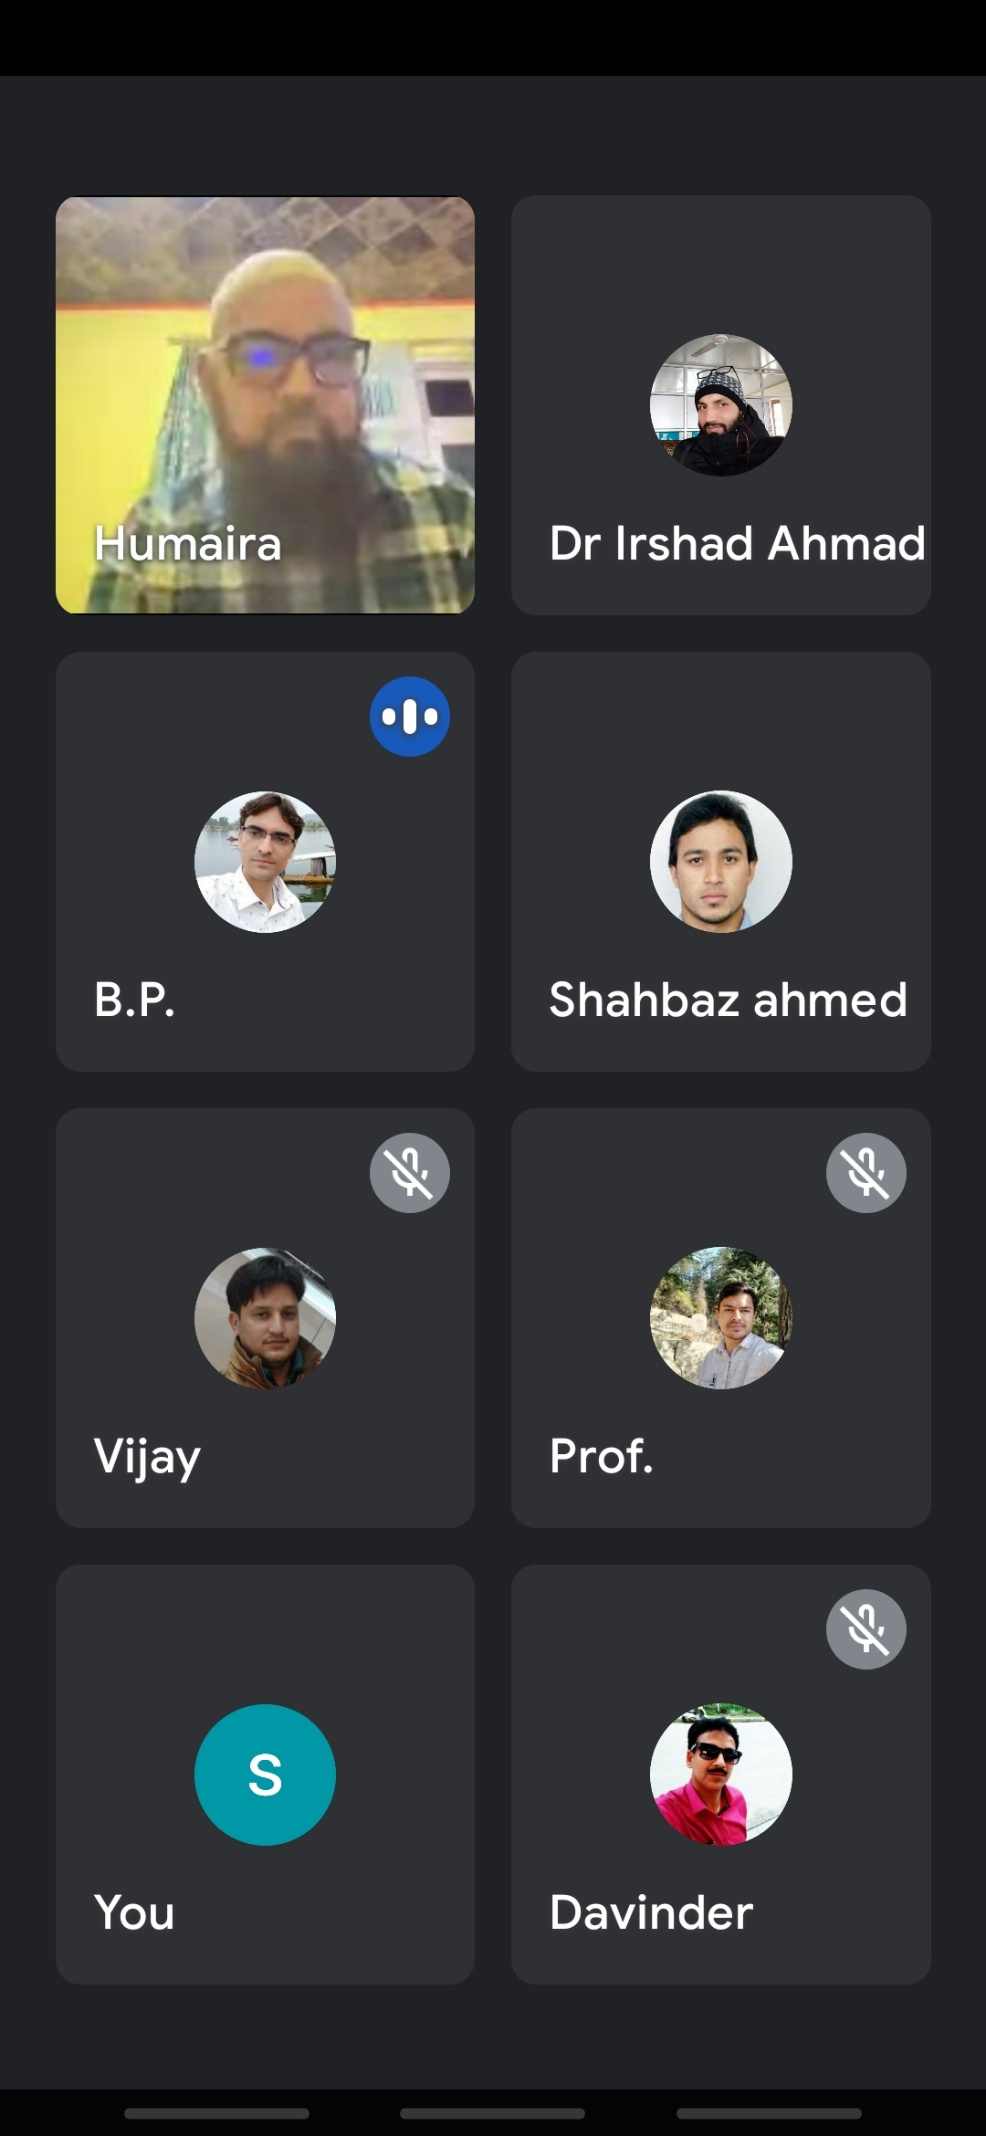 Humaira
Dr Irshad Ahmad
B.P.
Shahbaz ahmed
Vijay
Prof.
S
You
Davinder